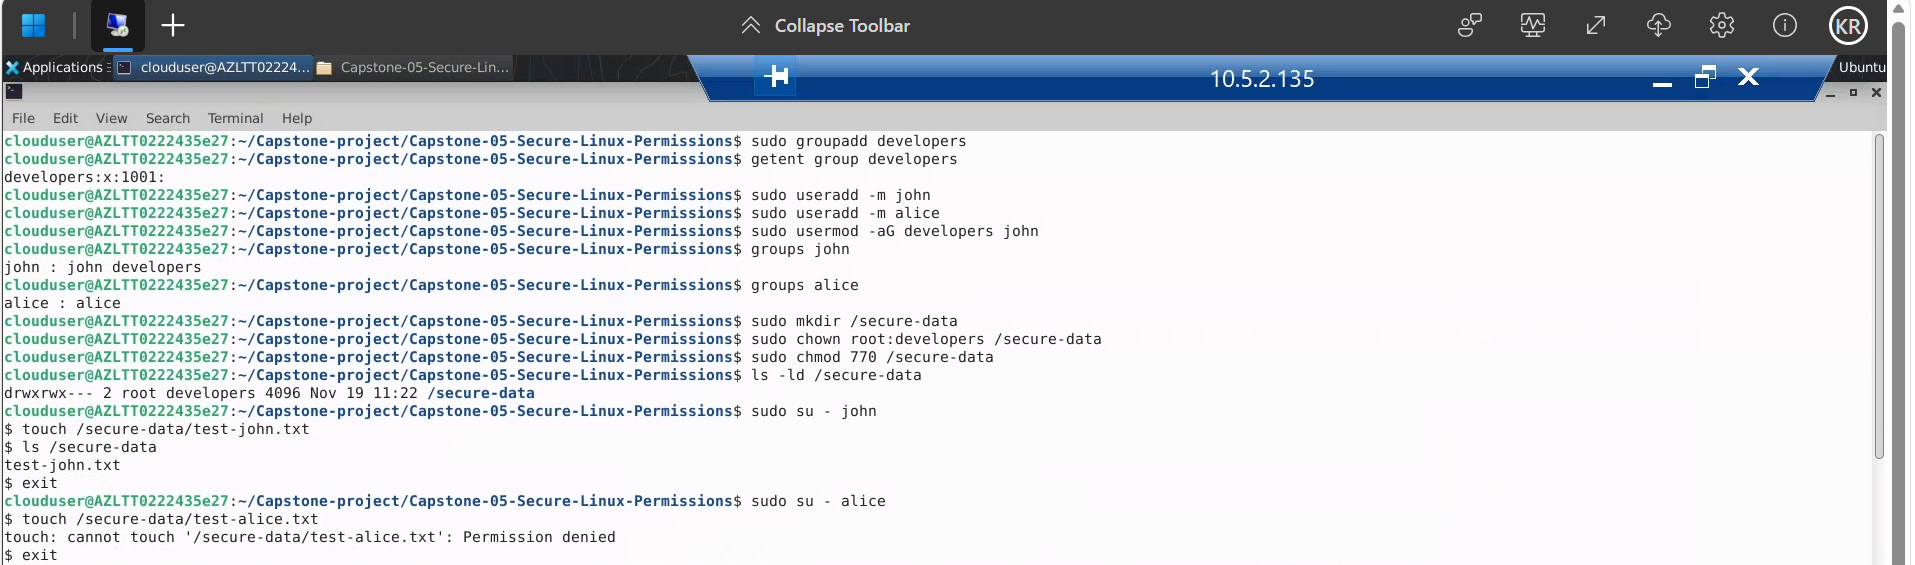 Collapse Toolbar
KR
Applications
clouduser@AZLTT02224...
Capstone-05-Secure-Lin...
10.5.2.135
Ubuntu
File Edit View Search Terminal Help
clouduser@AZLTT0222435e27:~/Capstone-project/Capstone-05-Secure-Linux-Permissions$ sudo groupadd developers
clouduser@AZLTT0222435e27:~/Capstone-project/Capstone-05-Secure-Linux-Permissions$ getent group developers
developers:x:1001:
clouduser@AZLTT0222435e27:~/Capstone-project/Capstone-05-Secure-Linux-Permissions$ sudo useradd -m john
clouduser@AZLTT0222435e27:~/Capstone-project/Capstone-05-Secure-Linux-Permissions$ sudo useradd -m alice
clouduser@AZLTT0222435e27:~/Capstone-project/Capstone-05-Secure-Linux-Permissions$ sudo usermod -aG developers john
clouduser@AZLTT0222435e27:~/Capstone-project/Capstone-05-Secure-Linux-Permissions$ groups john
john : john developers
clouduser@AZLTT0222435e27:~/Capstone-project/Capstone-05-Secure-Linux-Permissions$ groups alice
alice : alice
clouduser@AZLTT0222435e27:~/Capstone-project/Capstone-05-Secure-Linux-Permissions$ sudo mkdir /secure-data
clouduser@AZLTT0222435e27:~/Capstone-project/Capstone-05-Secure-Linux-Permissions$ sudo chown root:developers /secure-data
clouduser@AZLTT0222435e27:~/Capstone-project/Capstone-05-Secure-Linux-Permissions$ sudo chmod 770 /secure-data
clouduser@AZLTT0222435e27:~/Capstone-project/Capstone-05-Secure-Linux-Permissions$ ls -ld /secure-data
drwxrwx--- 2 root developers 4096 Nov 19 11:22 /secure-data
clouduser@AZLTT0222435e27:~/Capstone-project/Capstone-05-Secure-Linux-Permissions$ sudo su - john
$ touch /secure-data/test-john.txt
$ ls /secure-data
test-john.txt
$ exit
clouduser@AZLTT0222435e27:~/Capstone-project/Capstone-05-Secure-Linux-Permissions$ sudo su - alice
$ touch /secure-data/test-alice.txt
touch: cannot touch '/secure-data/test-alice.txt': Permission denied
$ exit